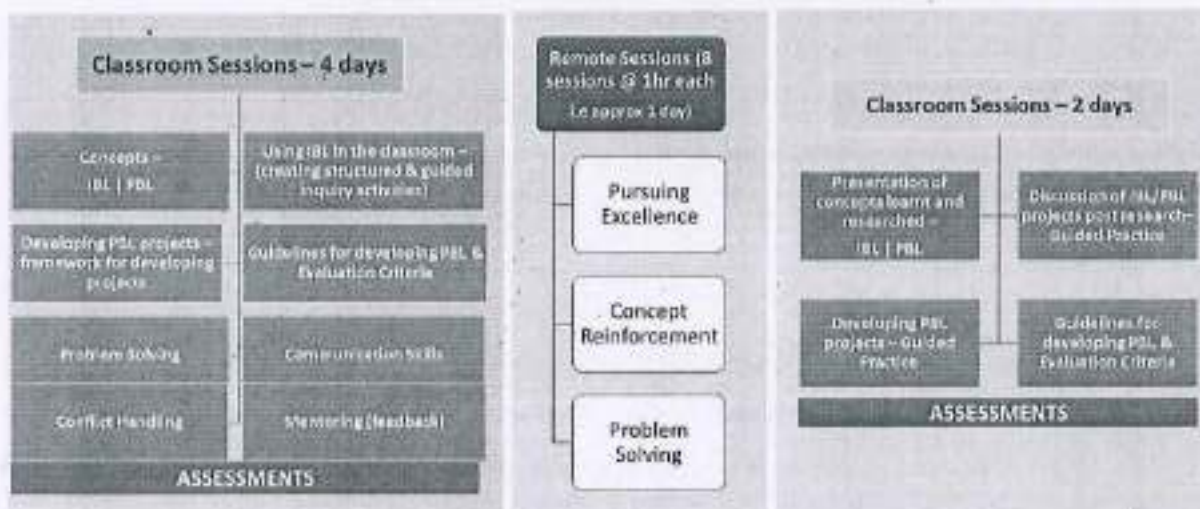 Classroom Sessions – 4 days
Concepts –
IBL | PBL
Using IBL in the classroom –
(creating structured & guided
inquiry activities)
Developing PBL projects –
framework for developing
projects
Guidelines for developing PBL &
Evaluation Criteria
Problem Solving
Communication Skills
Conflict Handling
Mentoring (feedback)
ASSESSMENTS
Remote Sessions (8
sessions @ 1hr each
i.e approx 1 day)
Pursuing
Excellence
Concept
Reinforcement
Problem
Solving
Classroom Sessions – 2 days
Presentation of
concepts learnt and
researched –
IBL | PBL
Discussion of IBL/PBL
projects post research–
Guided Practice
Developing PBL
projects – Guided
Practice
Guidelines for
developing PBL &
Evaluation Criteria
ASSESSMENTS